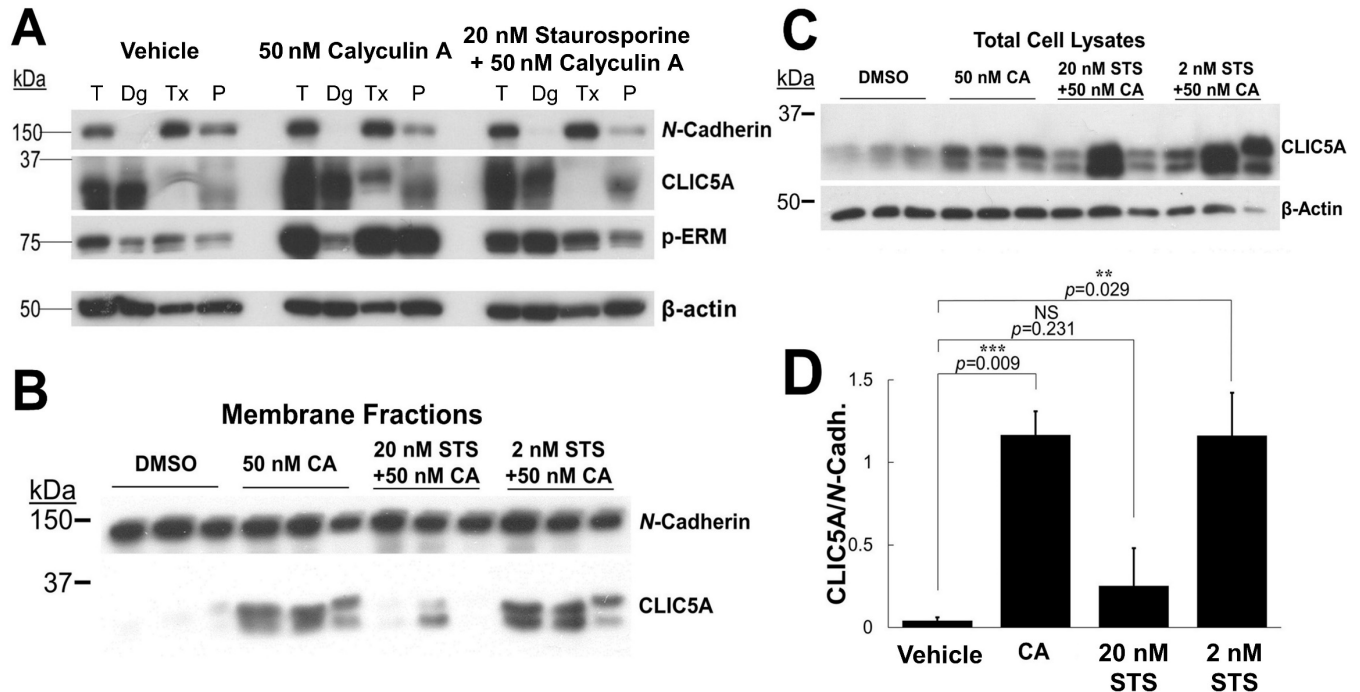 A
Vehicle
50 nM Calyculin A
20 nM Staurosporine
+ 50 nM Calyculin A
kDa
T Dg Tx P T Dg Tx P T Dg Tx P
150
N-Cadherin
37
CLIC5A
75
p-ERM
50
β-actin
B
Membrane Fractions
DMSO
50 nM CA
20 nM STS
+50 nM CA
2 nM STS
+50 nM CA
kDa
150
N-Cadherin
37
CLIC5A
C
Total Cell Lysates
DMSO
50 nM CA
20 nM STS
+50 nM CA
2 nM STS
+50 nM CA
37
CLIC5A
50
β-Actin
D
**
p=0.029
NS
p=0.231
***
p=0.009
CLIC5A/N-Cadh.
1.5
1
0.5
0
Vehicle
CA
20 nM
STS
2 nM
STS